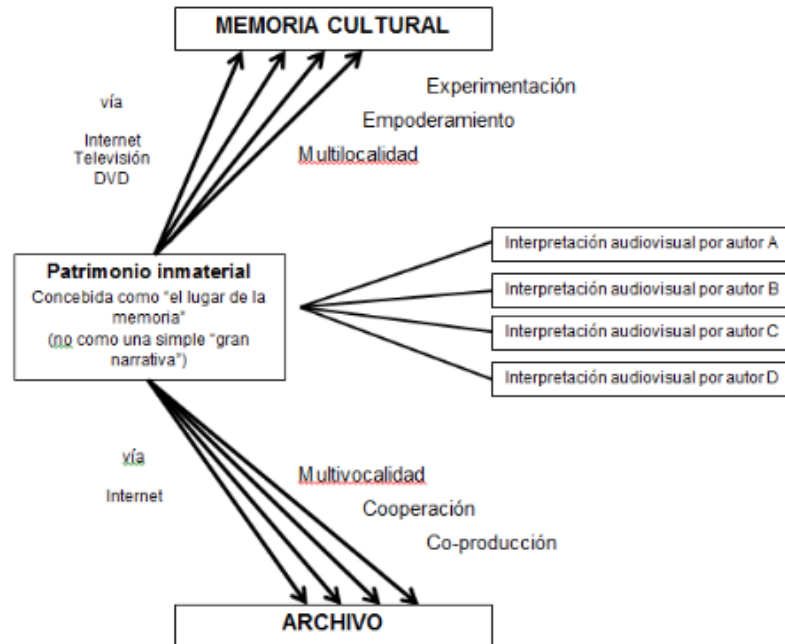 MEMORIA CULTURAL
vía
Internet
Televisión
DVD
Experimentación
Empoderamiento
Multilocalidad
Patrimonio inmaterial
Concebida como "el lugar de la
memoria"
(no como una simple "gran
narrativa")
Interpretación audiovisual por autor A
Interpretación audiovisual por autor B
Interpretación audiovisual por autor C
Interpretación audiovisual por autor D
vía
Internet
Multivocalidad
Cooperación
Co-producción
ARCHIVO